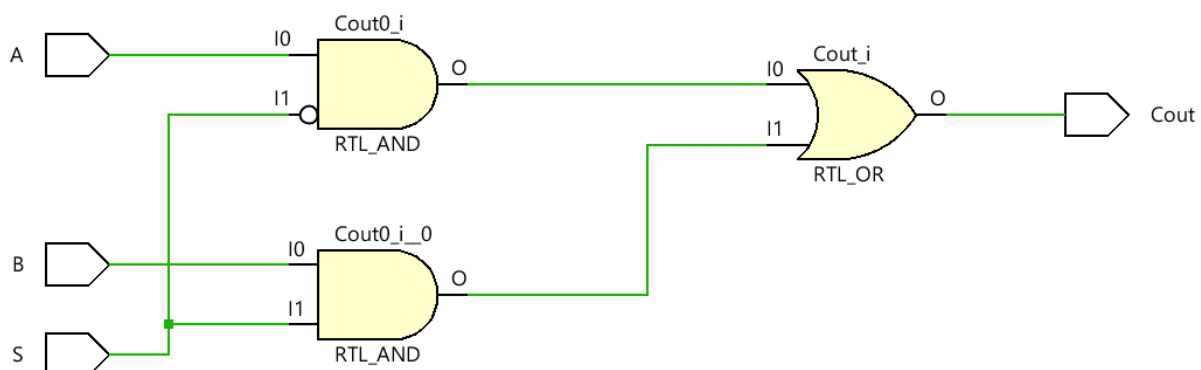 Cout0_i
A
I0
O
I1
RTL_AND
Cout_i
I0
O
Cout
I1
RTL_OR
Cout0_i__0
B
I0
O
I1
S
RTL_AND